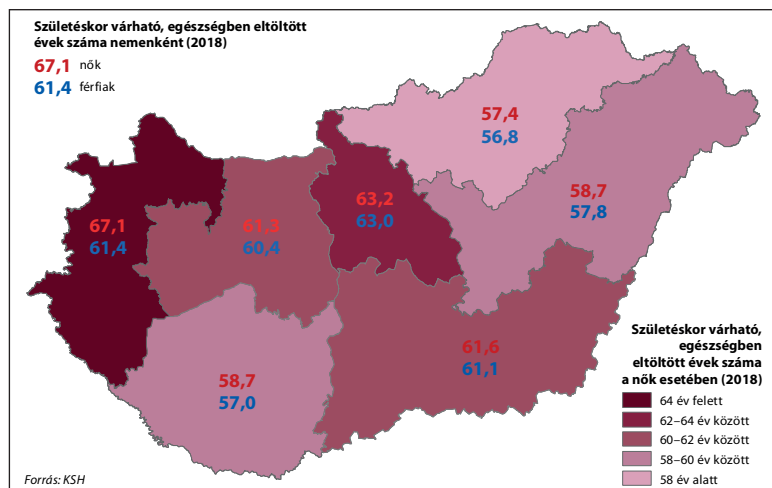 Születéskor várható, egészségben eltöltött
évek száma nemenként (2018)
67,1 nők
61,4 férfiak
57,4
56,8
58,7
57,8
63,2
63,0
67,1
61,4
61,3
60,4
61,6
61,1
58,7
57,0
Születéskor várható,
egészségben
eltöltött évek száma
a nők esetében (2018)
64 év felett
62–64 év között
60–62 év között
58–60 év között
58 év alatt
Forrás: KSH